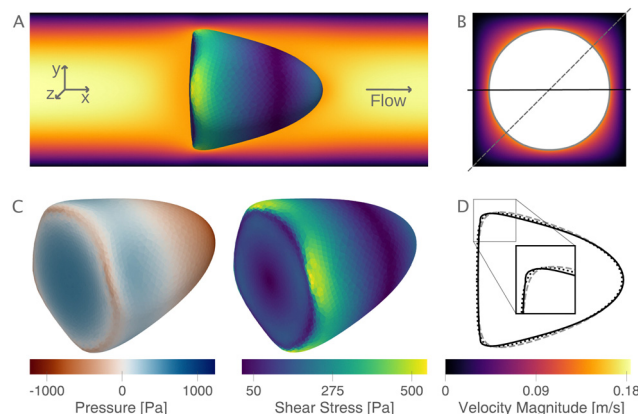 A
B
y
z
x
Flow
C
D
-1000 0 1000
Pressure [Pa]
50 275 500
Shear Stress [Pa]
0 0.09 0.18
Velocity Magnitude [m/s]